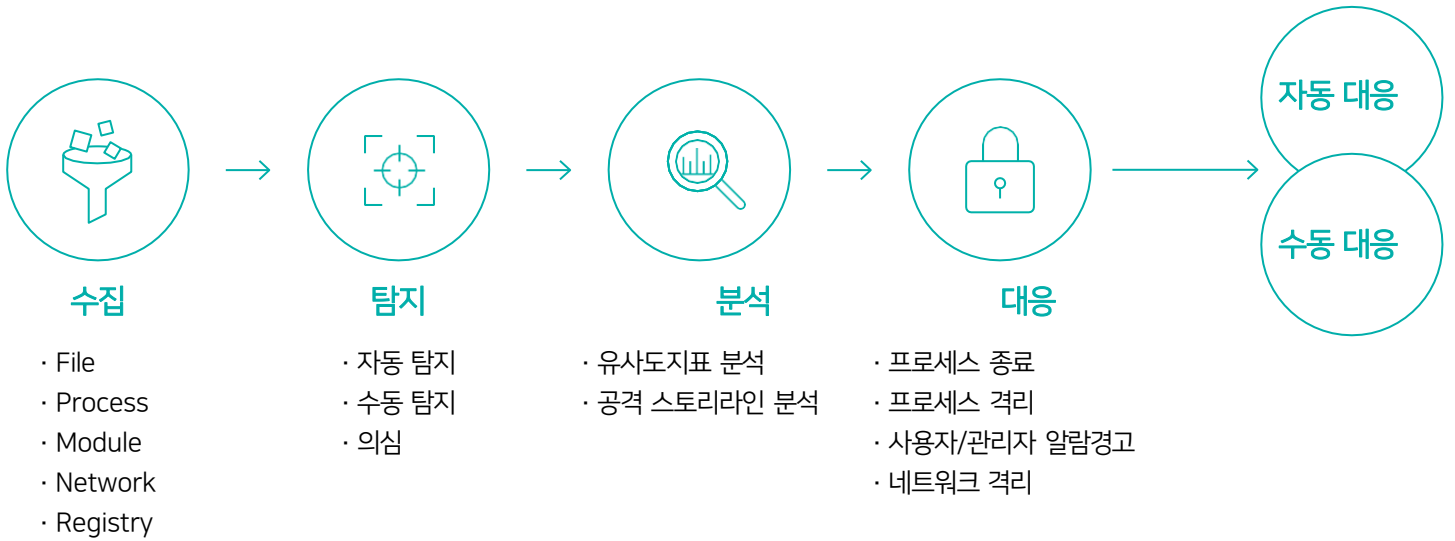 자동 대응
수동 대응
수집
· File
· Process
· Module
· Network
· Registry
탐지
· 자동 탐지
· 수동 탐지
· 의심
분석
· 유사도지표 분석
· 공격 스토리라인 분석
대응
· 프로세스 종료
· 프로세스 격리
· 사용자/관리자 알람경고
· 네트워크 격리